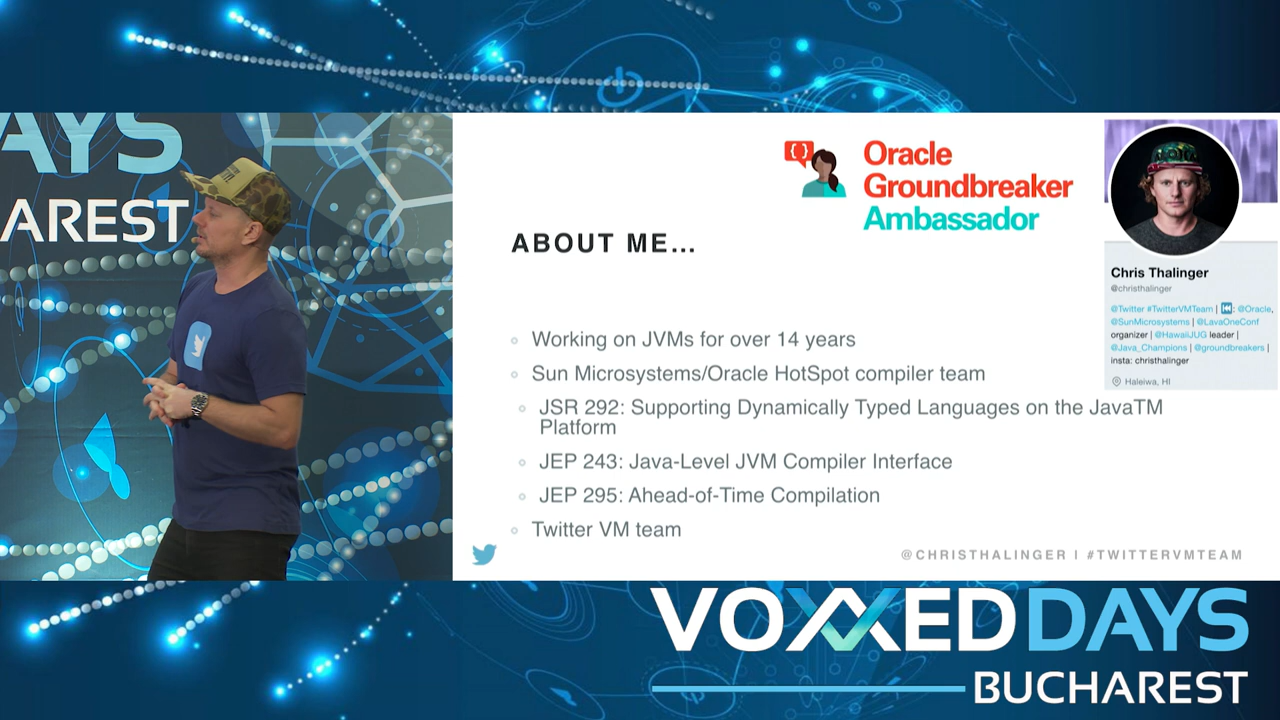 AYS
AREST
Oracle
Groundbreaker
Ambassador
ABOUT ME...
Chris Thalinger
@christhalinger
@Twitter #TwitterVMTeam | ⏮: @Oracle,
@SunMicrosystems | @LavaOneConf
organizer | @HawaiiJUG leader |
@Java_Champions | @groundbreakers |
insta: christhalinger
Haleiwa, HI
Working on JVMs for over 14 years
Sun Microsystems/Oracle HotSpot compiler team
JSR 292: Supporting Dynamically Typed Languages on the JavaTM
Platform
JEP 243: Java-Level JVM Compiler Interface
JEP 295: Ahead-of-Time Compilation
Twitter VM team
@CHRISTHALINGER | #TWITTERVMTEAM
VOXXED DAYS
BUCHAREST